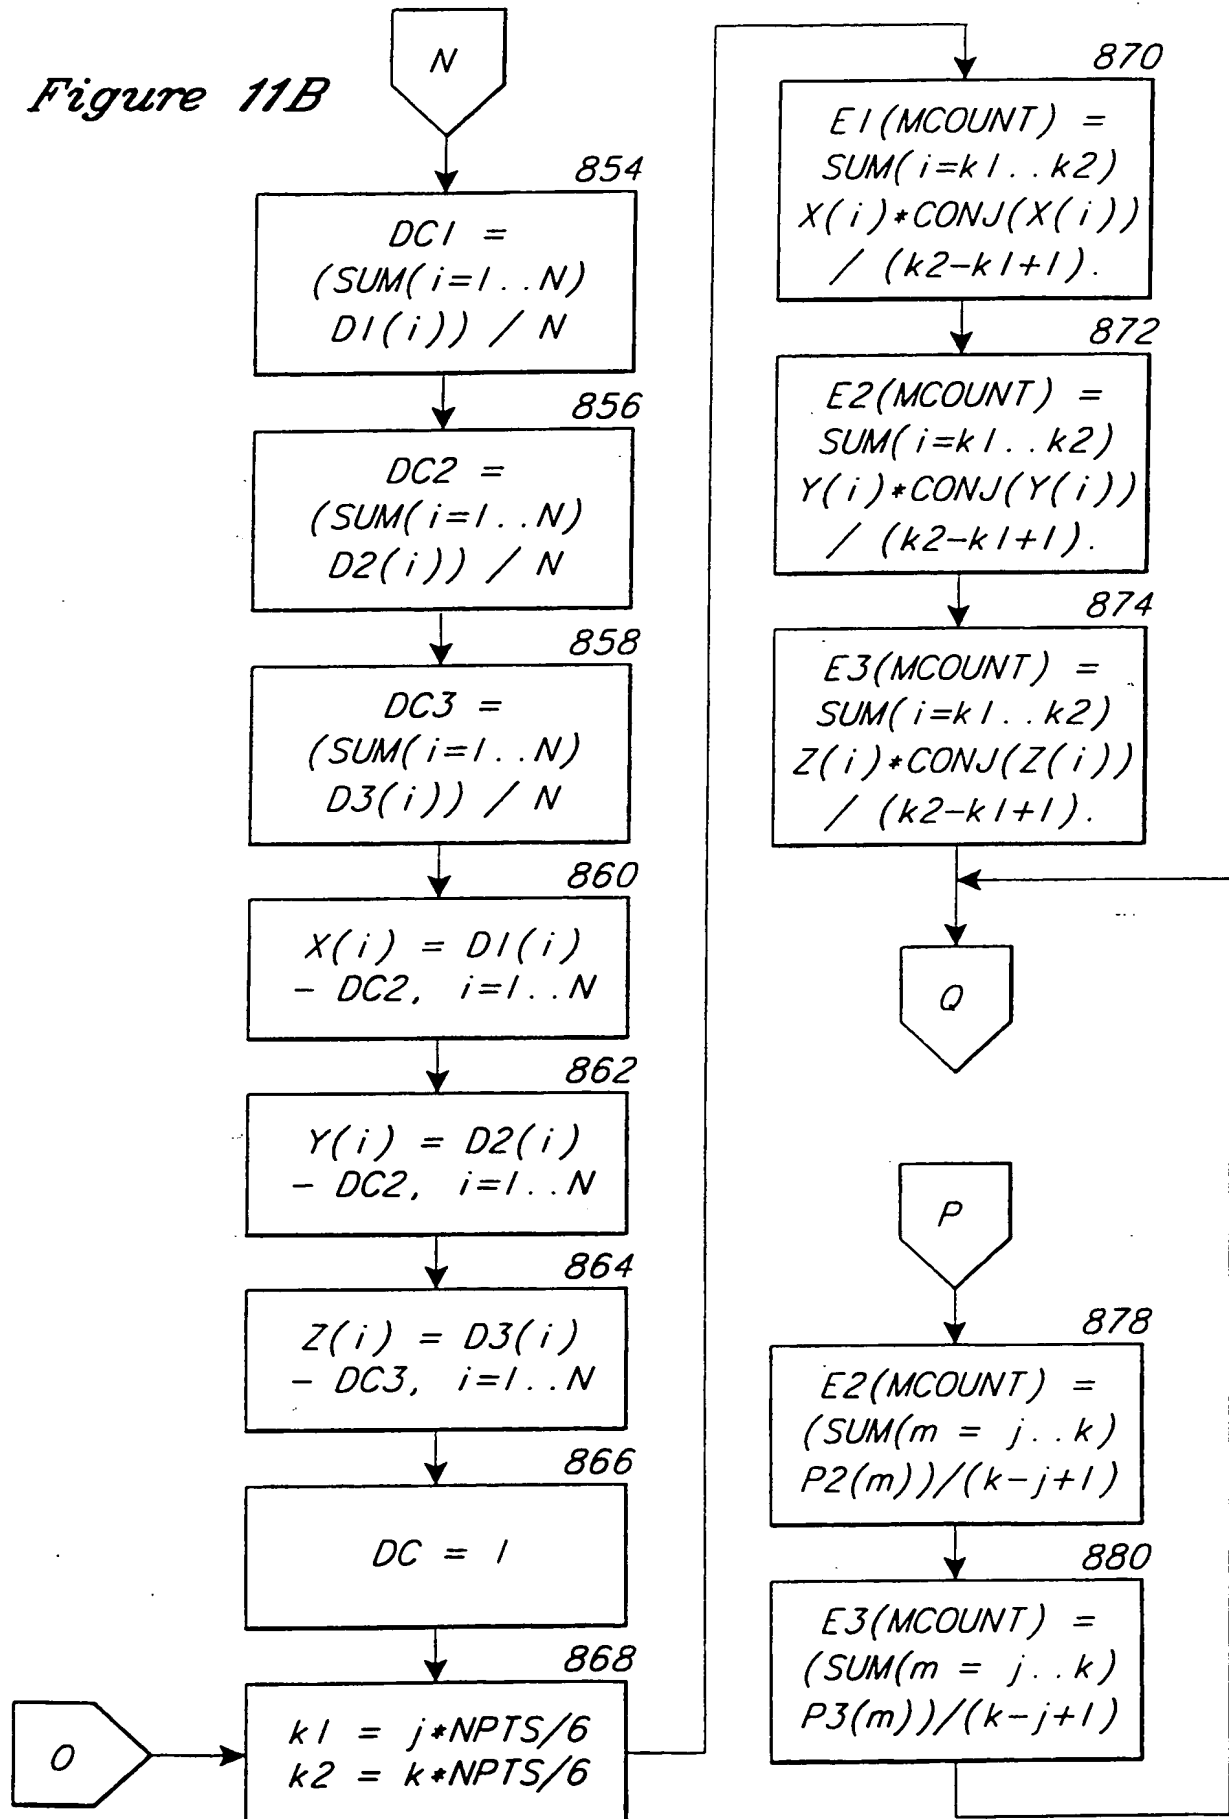 Figure 11B
N
854
DC1 =
(SUM(i=1..N)
D1(i)) / N
856
DC2 =
(SUM(i=1..N)
D2(i)) / N
858
DC3 =
(SUM(i=1..N)
D3(i)) / N
860
X(i) = D1(i)
- DC2, i=1..N
862
Y(i) = D2(i)
- DC2, i=1..N
864
Z(i) = D3(i)
- DC3, i=1..N
866
DC = 1
868
O
k1 = j*NPTS/6
k2 = k*NPTS/6
870
E1(MCOUNT) =
SUM(i=k1..k2)
X(i)*CONJ(X(i))
/ (k2-k1+1).
872
E2(MCOUNT) =
SUM(i=k1..k2)
Y(i)*CONJ(Y(i))
/ (k2-k1+1).
874
E3(MCOUNT) =
SUM(i=k1..k2)
Z(i)*CONJ(Z(i))
/ (k2-k1+1).
Q
P
878
E2(MCOUNT) =
(SUM(m = j..k)
P2(m))/(k-j+1)
880
E3(MCOUNT) =
(SUM(m = j..k)
P3(m))/(k-j+1)